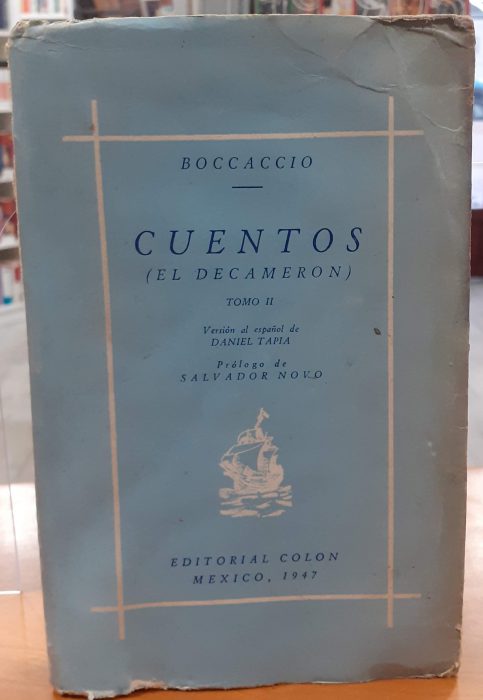 BOCCACCIO
CUENTOS
(EL DECAMERON)
TOMO II
Versión al español de
DANIEL TAPIA
Prólogo de
SALVADOR NOVO
EDITORIAL COLON
MEXICO, 1947